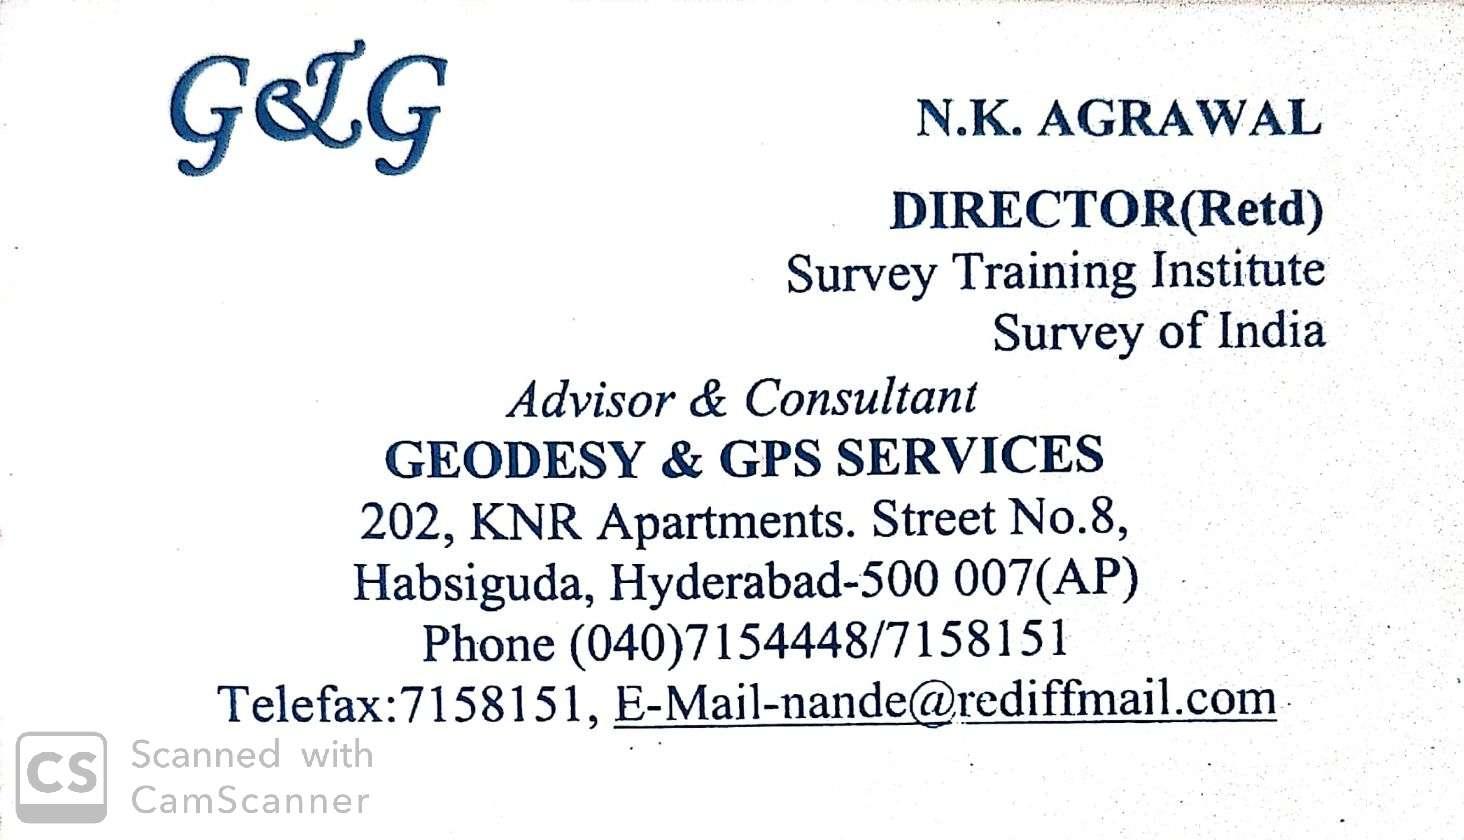 G&G
N.K. AGRAWAL
DIRECTOR(Retd)
Survey Training Institute
Survey of India
Advisor & Consultant
GEODESY & GPS SERVICES
202, KNR Apartments. Street No.8,
Habsiguda, Hyderabad-500 007(AP)
Phone (040)7154448/7158151
Telefax:7158151, E-Mail-nande@rediffmail.com
CS
Scanned with
CamScanner